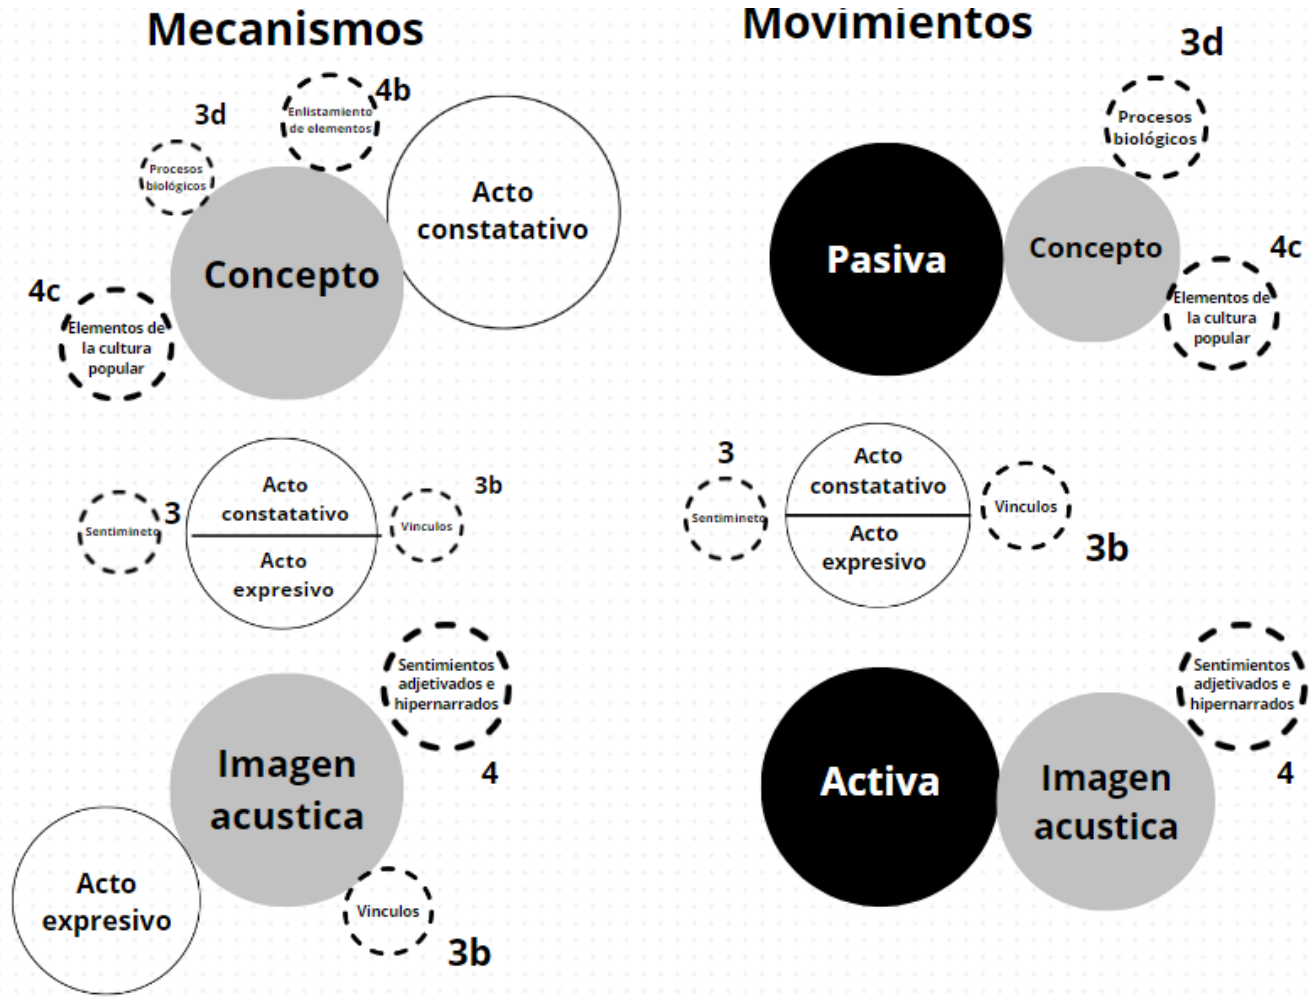 Mecanismos
3d
4b
Enlistamiento
de elementos
Procesos
biológicos
Acto
constatativo
Concepto
4c
Elementos de
la cultura
popular
3
Sentimineto
Acto
constatativo
Acto
expresivo
3b
Vinculos
Sentimientos
adjetivados e
hipernarrados
4
Imagen
acustica
Acto
expresivo
Vinculos
3b
Movimientos
3d
Procesos
biológicos
Pasiva
Concepto
4c
Elementos de
la cultura
popular
3
Sentimineto
Acto
constatativo
Acto
expresivo
Vinculos
3b
Sentimientos
adjetivados e
hipernarrados
4
Activa
Imagen
acustica